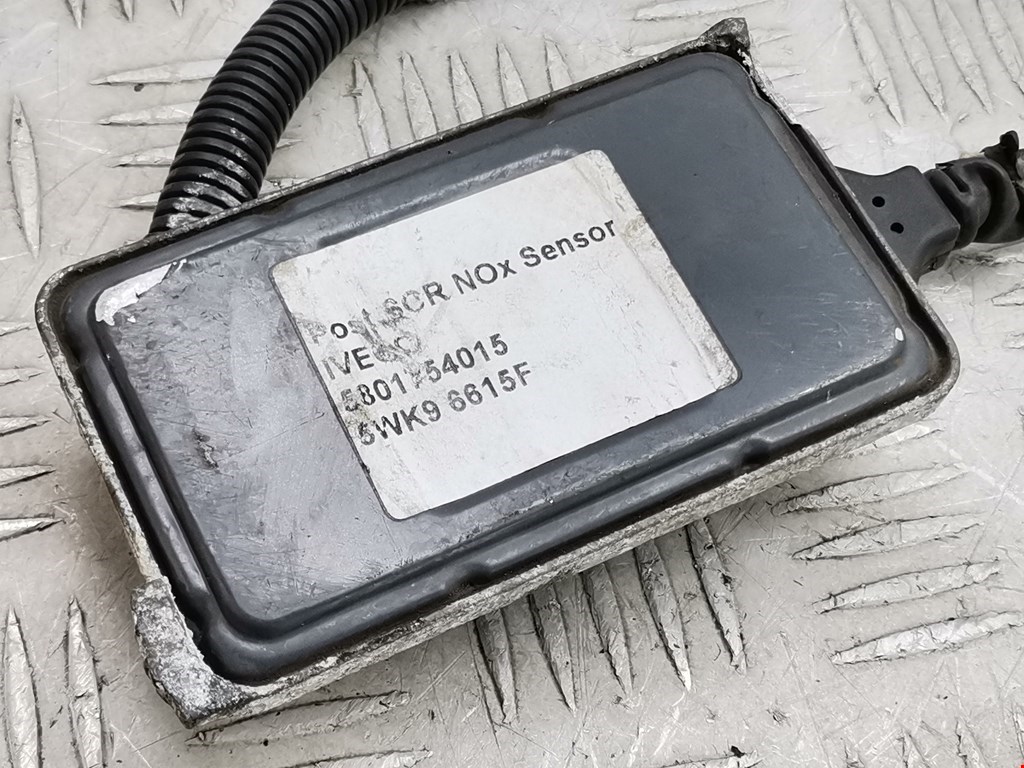 Post SCR NOx Sensor
IVECO
5801754015
5WK9 6615F